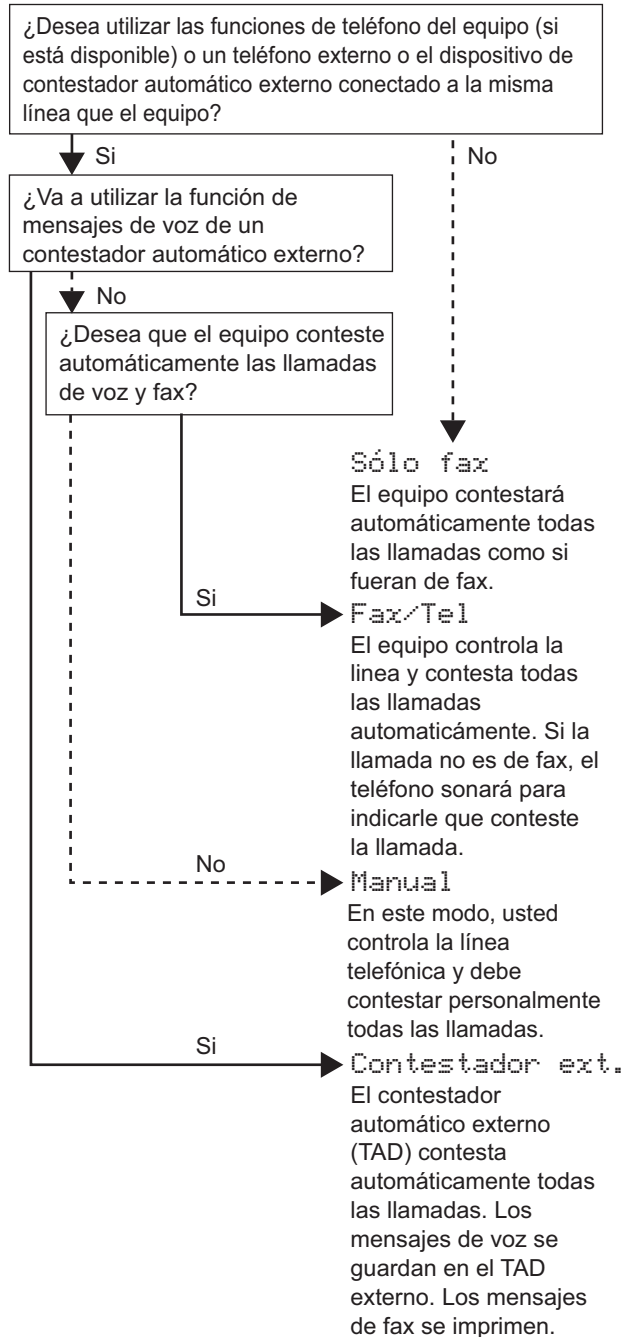 ¿Desea utilizar las funciones de teléfono del equipo (si
está disponible) o un teléfono externo o el dispositivo de
contestador automático externo conectado a la misma
línea que el equipo?
Si
No
¿Va a utilizar la función de
mensajes de voz de un
contestador automático externo?
No
¿Desea que el equipo conteste
automáticamente las llamadas
de voz y fax?
Sólo fax
El equipo contestará
automáticamente todas
las llamadas como si
fueran de fax.
Si
Fax/Tel
El equipo controla la
linea y contesta todas
las llamadas
automaticámente. Si la
llamada no es de fax, el
teléfono sonará para
indicarle que conteste
la llamada.
No
Manual
En este modo, usted
controla la línea
telefónica y debe
contestar personalmente
todas las llamadas.
Si
Contestador ext.
El contestador
automático externo
(TAD) contesta
automáticamente todas
las llamadas. Los
mensajes de voz se
guardan en el TAD
externo. Los mensajes
de fax se imprimen.